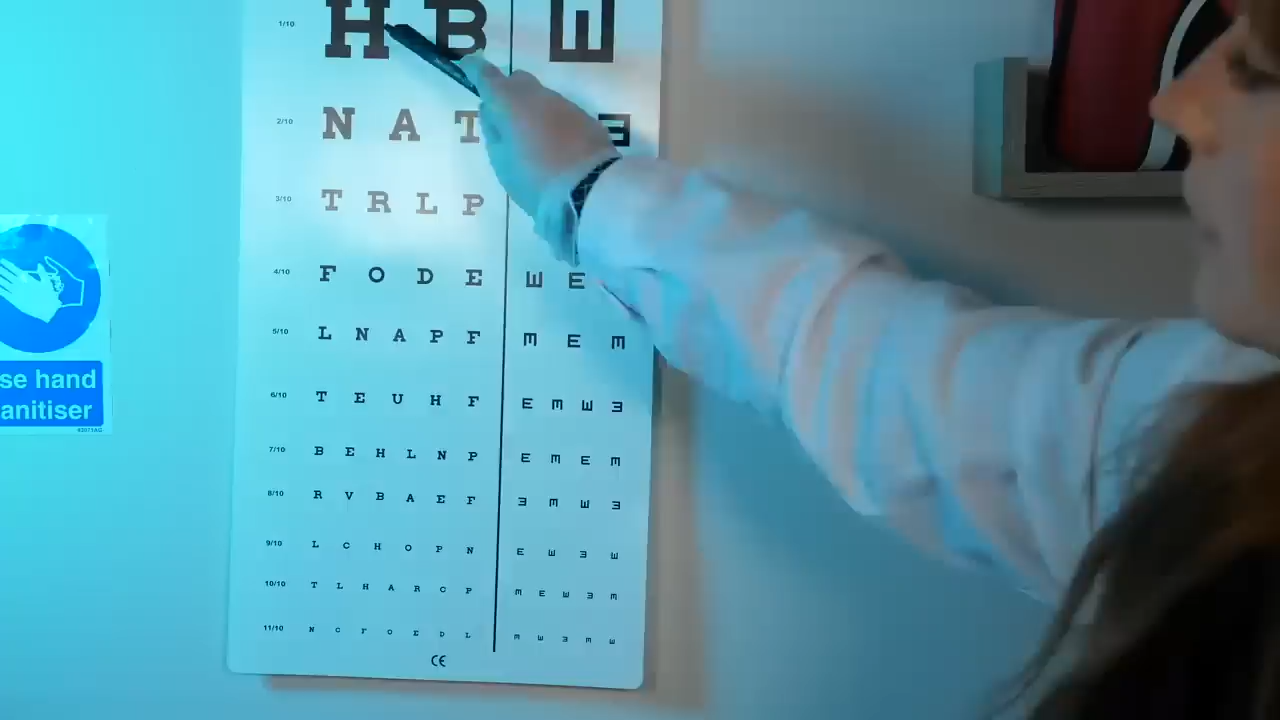 1/10 H B E
2/10 N A T E
3/10 T R L P
4/10 F O D E E E
5/10 L N A P F E E E
6/10 T E U H F E E E E
7/10 B E H L N P E E E E
8/10 R V B A E F E E E E
9/10 L C H O P N E E E E
10/10 T L H A R C P E E E E E
11/10 N C F O E D L E E E E E
CE
se hand
anitiser